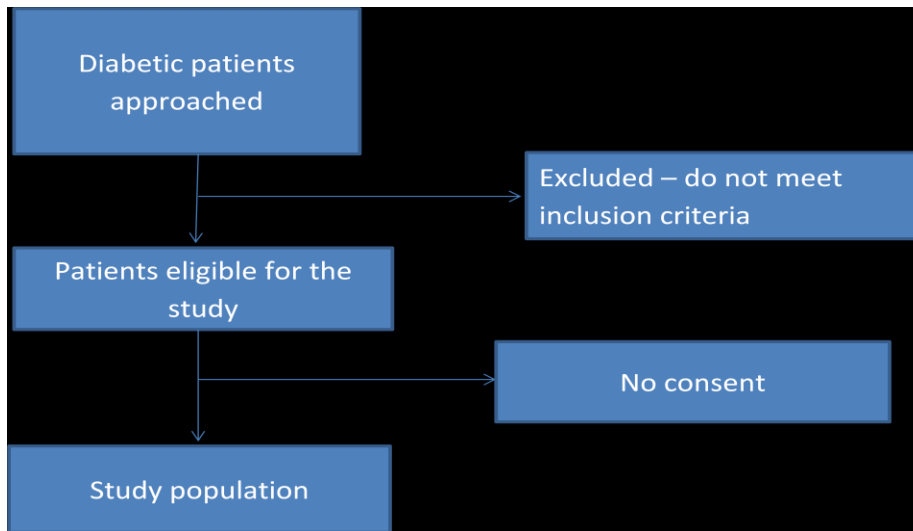 Diabetic patients
approached
Excluded – do not meet
inclusion criteria
Patients eligible for the
study
No consent
Study population